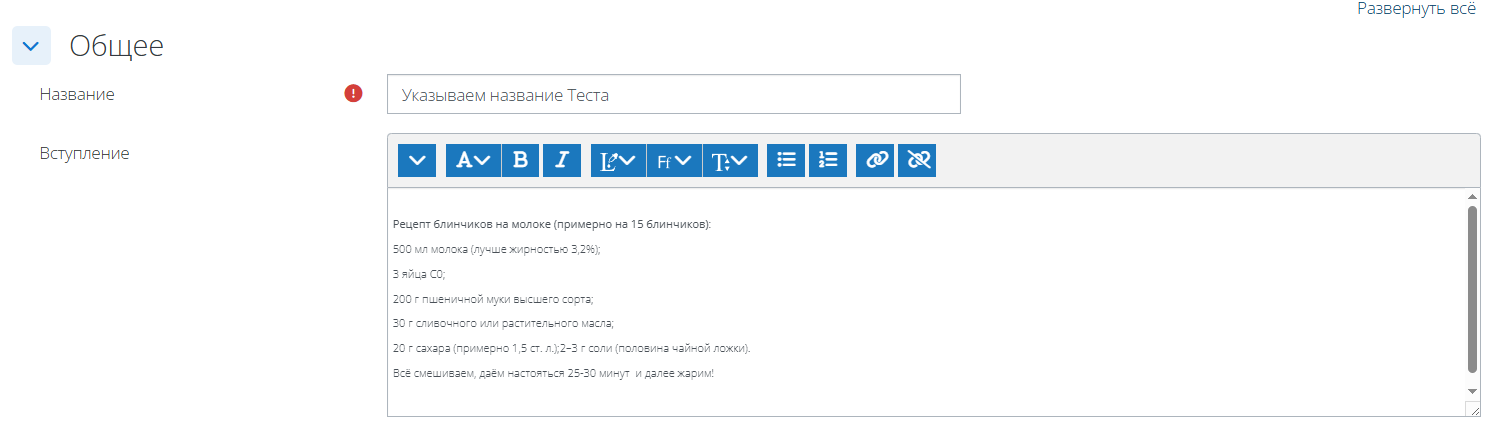 Развернуть всё
Общее
Название
Указываем название Теста
Вступление
Рецепт блинчиков на молоке (примерно на 15 блинчиков):
500 мл молока (лучше жирностью 3,2%);
3 яйца С0;
200 г пшеничной муки высшего сорта;
30 г сливочного или растительного масла;
20 г сахара (примерно 1,5 ст. л.);2–3 г соли (половина чайной ложки).
Всё смешиваем, даём настояться 25-30 минут  и далее жарим!